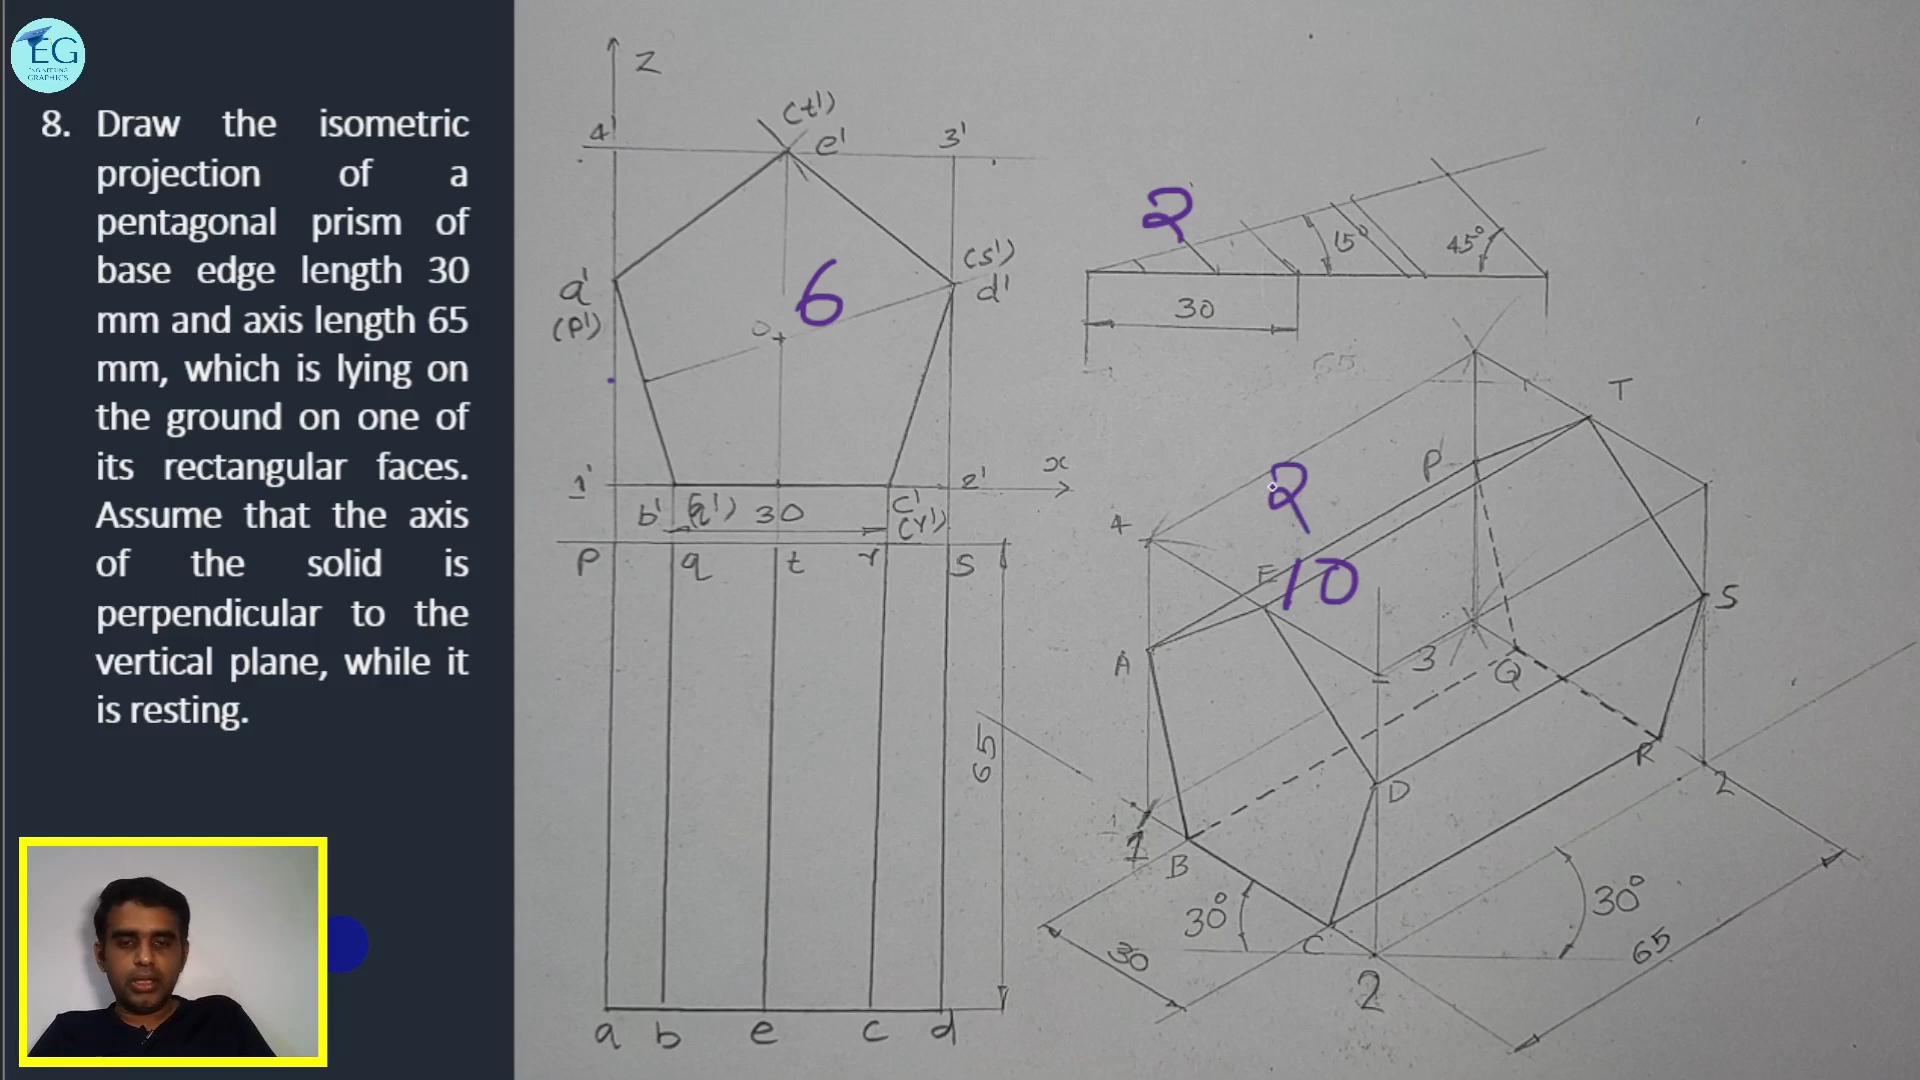 EG
ENGINEERING
GRAPHICS
8. Draw the isometric
projection of a
pentagonal prism of
base edge length 30
mm and axis length 65
mm, which is lying on
the ground on one of
its rectangular faces.
Assume that the axis
of the solid is
perpendicular to the
vertical plane, while it
is resting.
Z
(t')
4' e' 3'
(s')
a' d'
(p')
6
o
1' 2' x
b' (q') 30 c' (r')
p q t r s
65
a b e c d
2
15° 45°
30
65
T
P
2
4
E 10
S
A 3 Q
D R 2
1
B
30° 30°
C 65
30
2